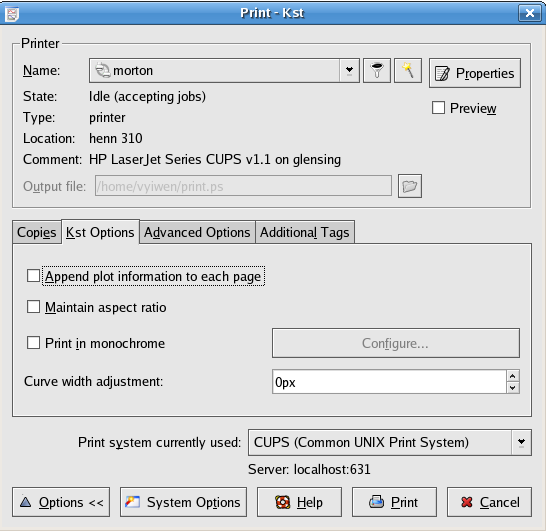 Print - Kst
Printer
Name: morton
Properties
State: Idle (accepting jobs)
Preview
Type: printer
Location: henn 310
Comment: HP LaserJet Series CUPS v1.1 on glensing
Output file: /home/vyiwen/print.ps
Copies Kst Options Advanced Options Additional Tags
Append plot information to each page
Maintain aspect ratio
Print in monochrome Configure...
Curve width adjustment: 0px
Print system currently used: CUPS (Common UNIX Print System)
Server: localhost:631
Options << System Options Help Print Cancel